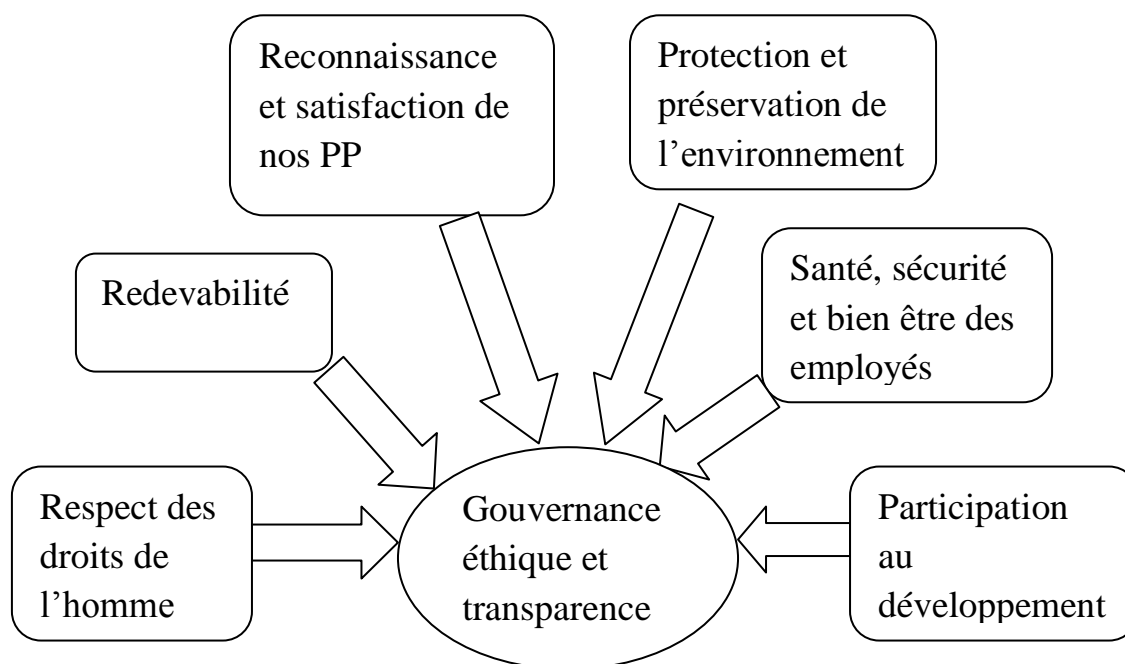 Reconnaissance
et satisfaction de
nos PP
Protection et
préservation de
l’environnement
Redevabilité
Santé, sécurité
et bien être des
employés
Respect des
droits de
l’homme
Gouvernance
éthique et
transparence
Participation
au
développement